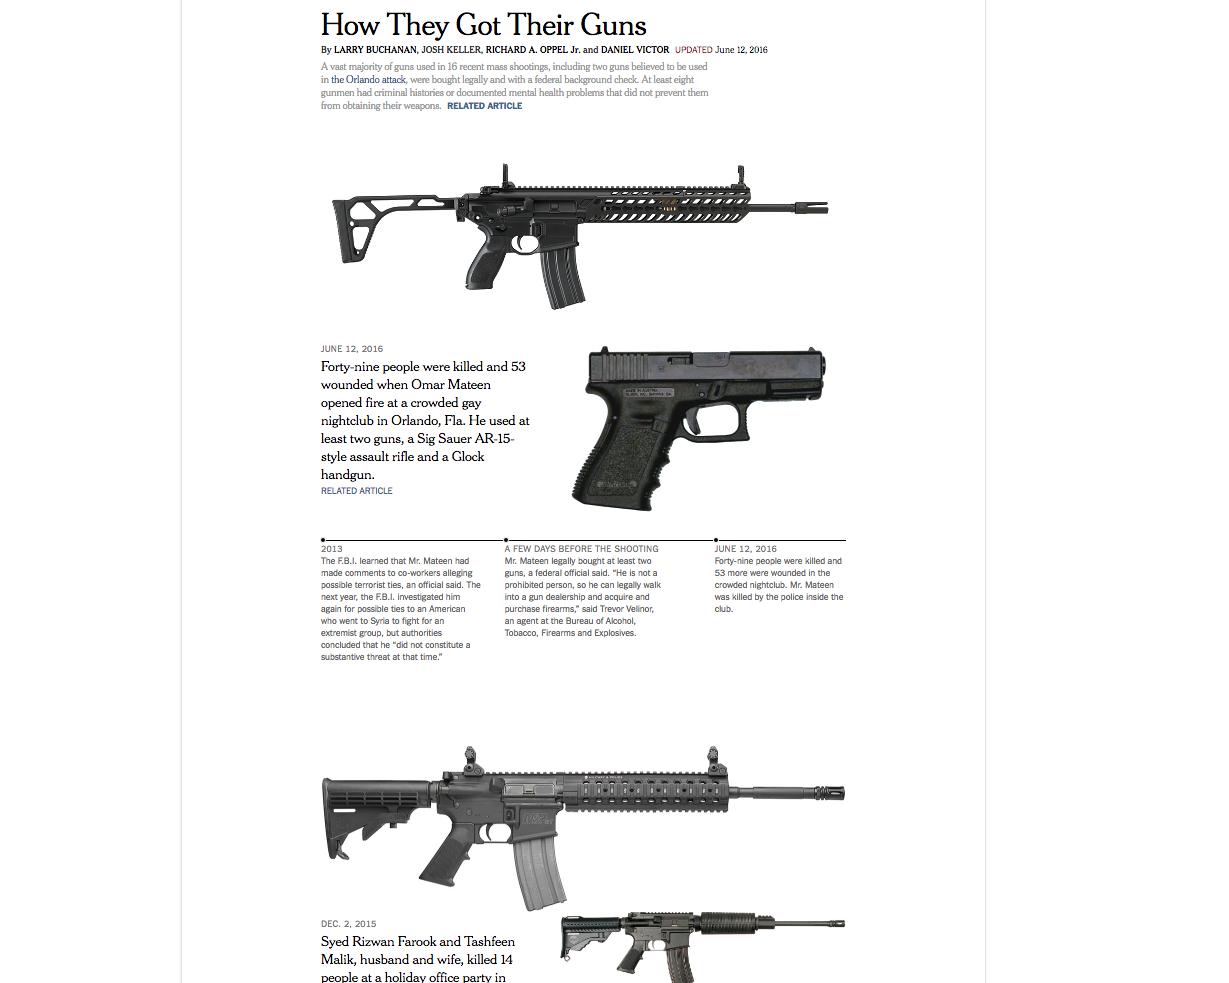 How They Got Their Guns
By LARRY BUCHANAN, JOSH KELLER, RICHARD A. OPPEL Jr. and DANIEL VICTOR UPDATED June 12, 2016
A vast majority of guns used in 16 recent mass shootings, including two guns believed to be used
in the Orlando attack, were bought legally and with a federal background check. At least eight
gunmen had criminal histories or documented mental health problems that did not prevent them
from obtaining their weapons. RELATED ARTICLE
JUNE 12, 2016
Forty-nine people were killed and 53
wounded when Omar Mateen
opened fire at a crowded gay
nightclub in Orlando, Fla. He used at
least two guns, a Sig Sauer AR-15-
style assault rifle and a Glock
handgun.
RELATED ARTICLE
2013
The F.B.I. learned that Mr. Mateen had
made comments to co-workers alleging
possible terrorist ties, an official said. The
next year, the F.B.I. investigated him
again for possible ties to an American
who went to Syria to fight for an
extremist group, but authorities
concluded that he “did not constitute a
substantive threat at that time.”
A FEW DAYS BEFORE THE SHOOTING
Mr. Mateen legally bought at least two
guns, a federal official said. “He is not a
prohibited person, so he can legally walk
into a gun dealership and acquire and
purchase firearms,” said Trevor Velinor,
an agent at the Bureau of Alcohol,
Tobacco, Firearms and Explosives.
JUNE 12, 2016
Forty-nine people were killed and
53 more were wounded in the
crowded nightclub. Mr. Mateen
was killed by the police inside the
club.
DEC. 2, 2015
Syed Rizwan Farook and Tashfeen
Malik, husband and wife, killed 14
people at a holiday office party in